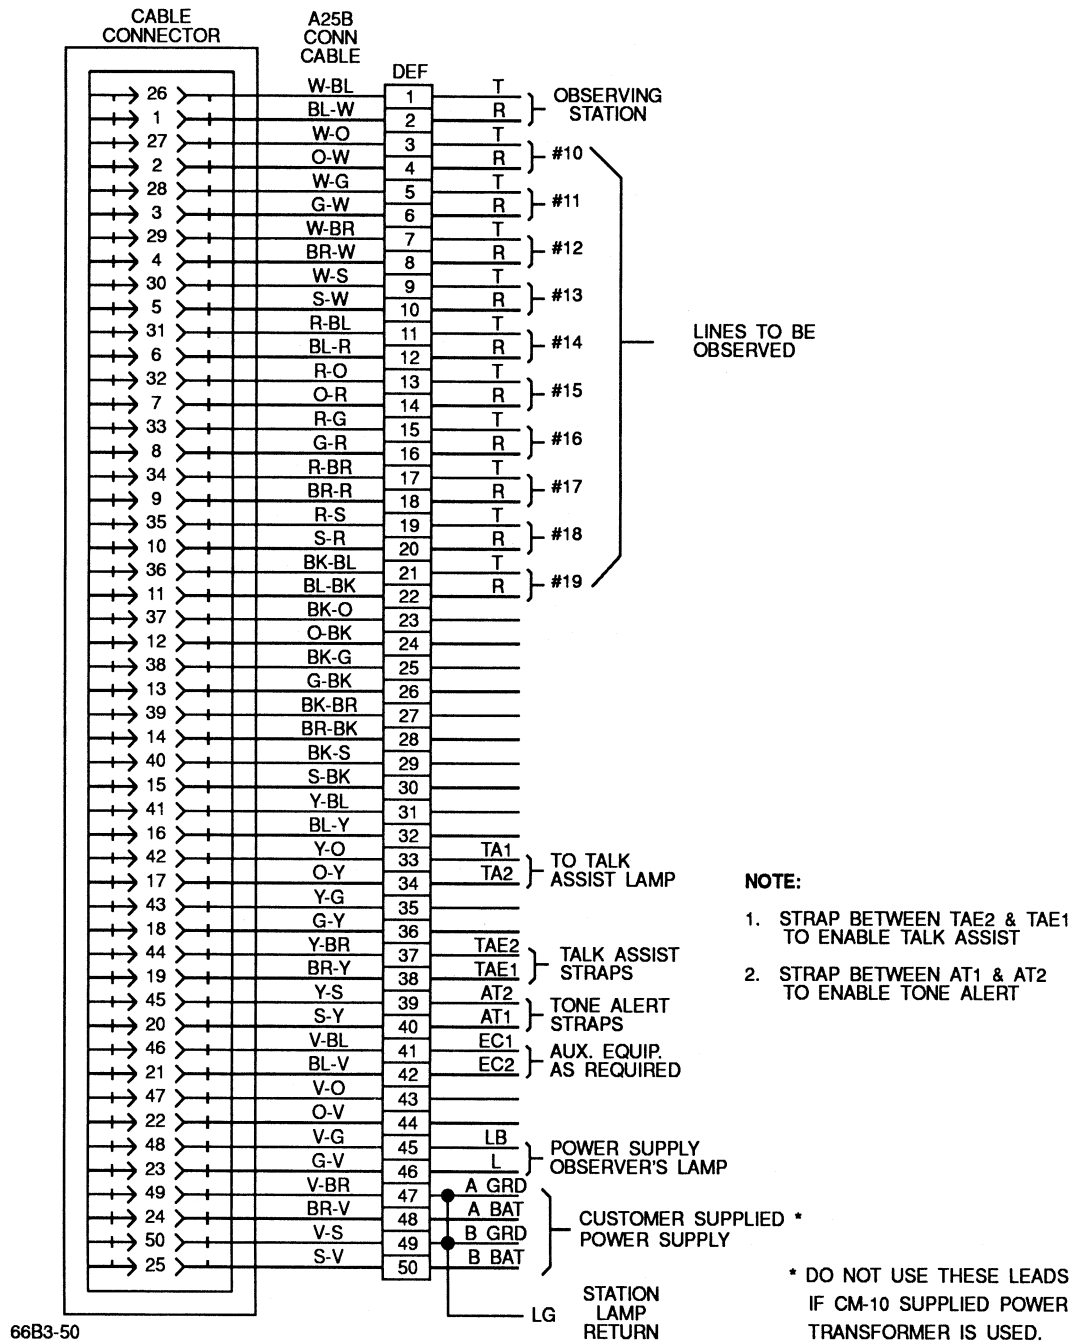 CABLE
CONNECTOR
A25B
CONN
CABLE
DEF
26 W-BL 1 T
1 BL-W 2 R
OBSERVING
STATION
27 W-O 3 T
2 O-W 4 R
#10
28 W-G 5 T
3 G-W 6 R
#11
29 W-BR 7 T
4 BR-W 8 R
#12
30 W-S 9 T
5 S-W 10 R
#13
31 R-BL 11 T
6 BL-R 12 R
#14
32 R-O 13 T
7 O-R 14 R
#15
33 R-G 15 T
8 G-R 16 R
#16
34 R-BR 17 T
9 BR-R 18 R
#17
35 R-S 19 T
10 S-R 20 R
#18
36 BK-BL 21 T
11 BL-BK 22 R
#19
LINES TO BE
OBSERVED
37 BK-O 23
12 O-BK 24
38 BK-G 25
13 G-BK 26
39 BK-BR 27
14 BR-BK 28
40 BK-S 29
15 S-BK 30
41 Y-BL 31
16 BL-Y 32
42 Y-O 33 TA1
17 O-Y 34 TA2
TO TALK
ASSIST LAMP
43 Y-G 35
18 G-Y 36
44 Y-BR 37 TAE2
19 BR-Y 38 TAE1
TALK ASSIST
STRAPS
45 Y-S 39 AT2
20 S-Y 40 AT1
TONE ALERT
STRAPS
46 V-BL 41 EC1
21 BL-V 42 EC2
AUX. EQUIP.
AS REQUIRED
47 V-O 43
22 O-V 44
48 V-G 45 LB
23 G-V 46 L
POWER SUPPLY
OBSERVER'S LAMP
49 V-BR 47 A GRD
24 BR-V 48 A BAT
50 V-S 49 B GRD
25 S-V 50 B BAT
CUSTOMER SUPPLIED *
POWER SUPPLY
LG
STATION
LAMP
RETURN
NOTE:
1. STRAP BETWEEN TAE2 & TAE1
TO ENABLE TALK ASSIST
2. STRAP BETWEEN AT1 & AT2
TO ENABLE TONE ALERT
* DO NOT USE THESE LEADS
IF CM-10 SUPPLIED POWER
TRANSFORMER IS USED.
66B3-50